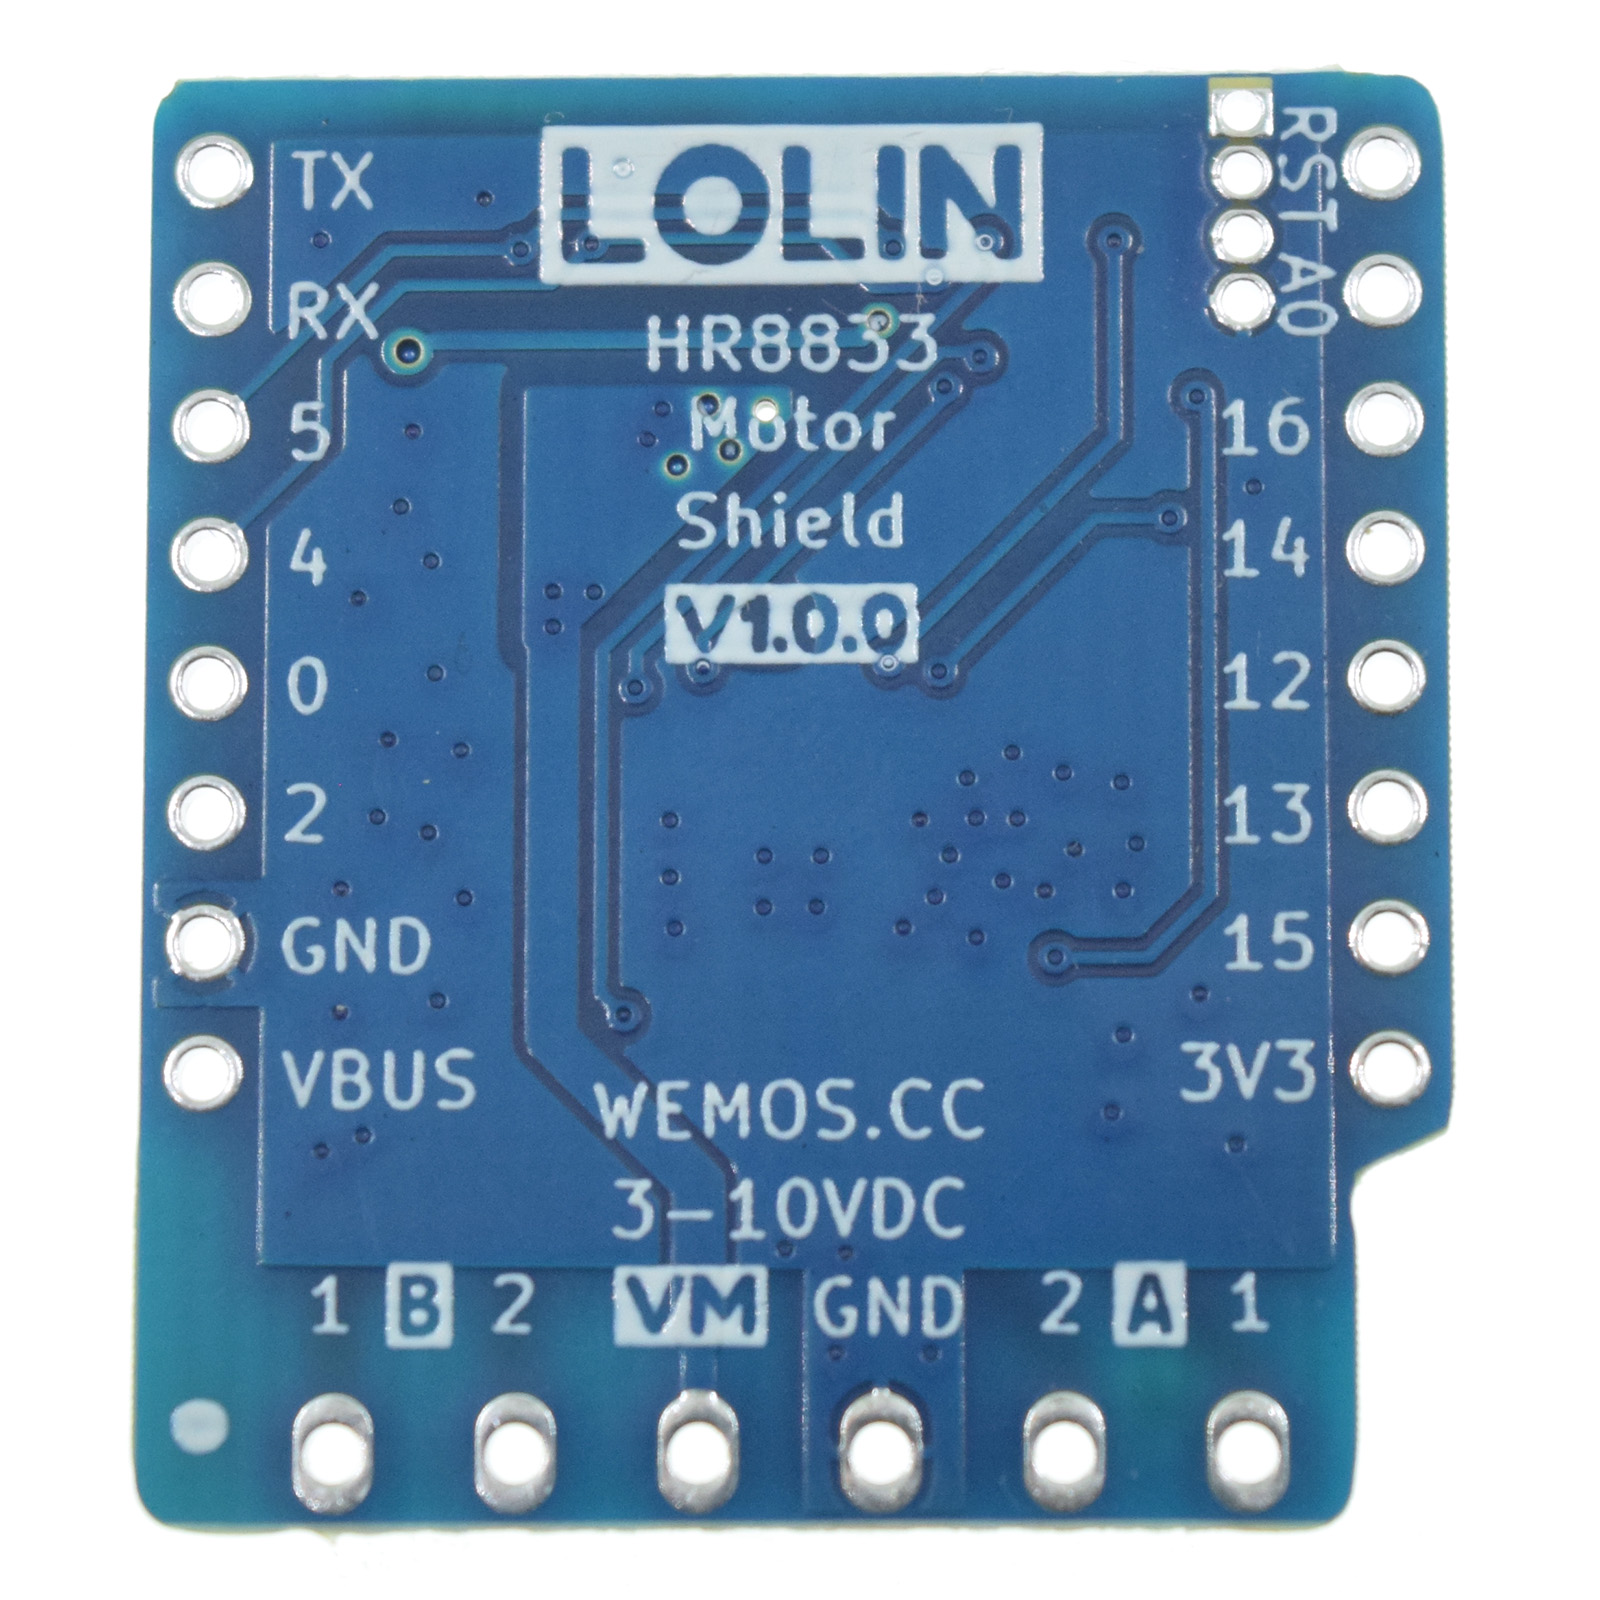 LOLIN
HR8833
Motor
Shield
V1.0.0
TX
RX
5
4
0
2
GND
VBUS
RST
A0
16
14
12
13
15
3V3
WEMOS.CC
3-10VDC
1 B 2 VM GND 2 A 1